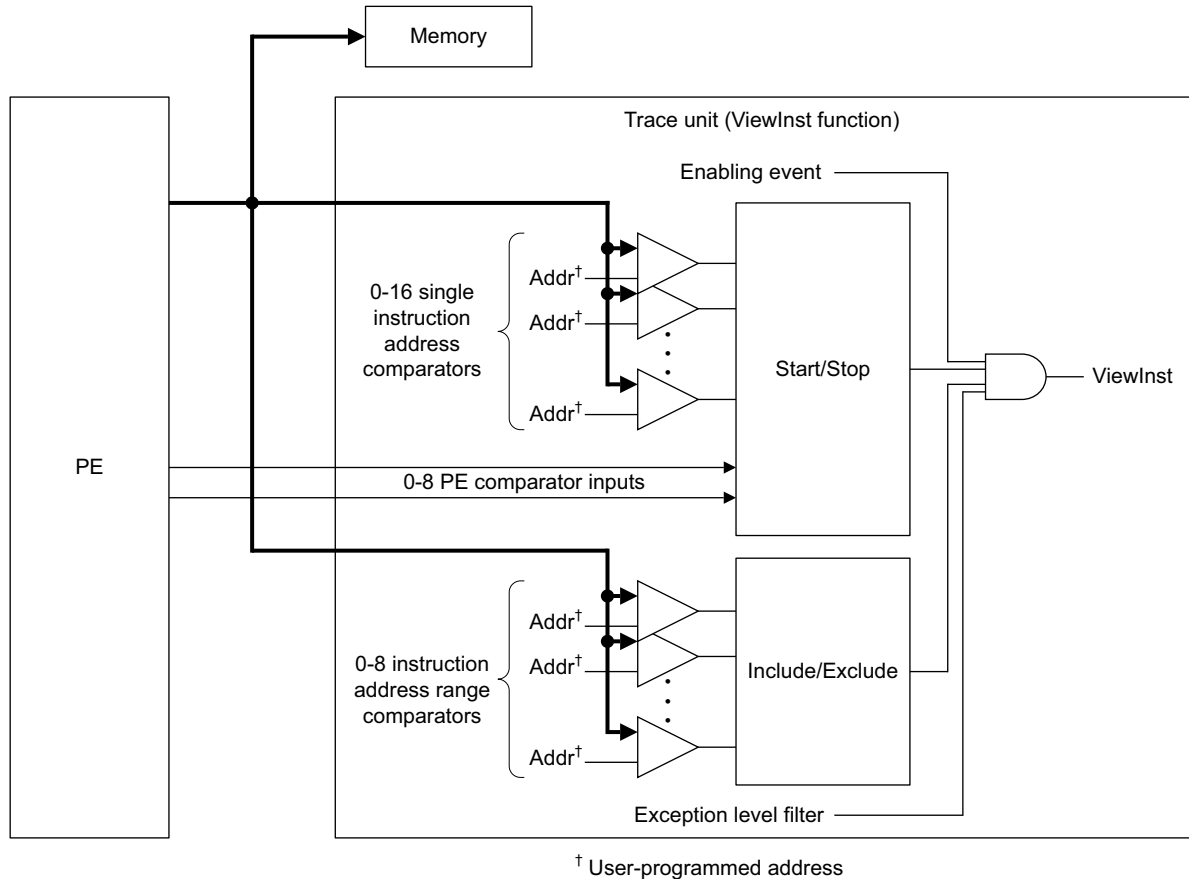 Memory
Trace unit (ViewInst function)
Enabling event
Addr†
0-16 single
instruction
address
comparators
Addr†
Addr†
Start/Stop
ViewInst
PE
0-8 PE comparator inputs
Addr†
0-8 instruction
address range
comparators
Addr†
Addr†
Include/Exclude
Exception level filter
† User-programmed address